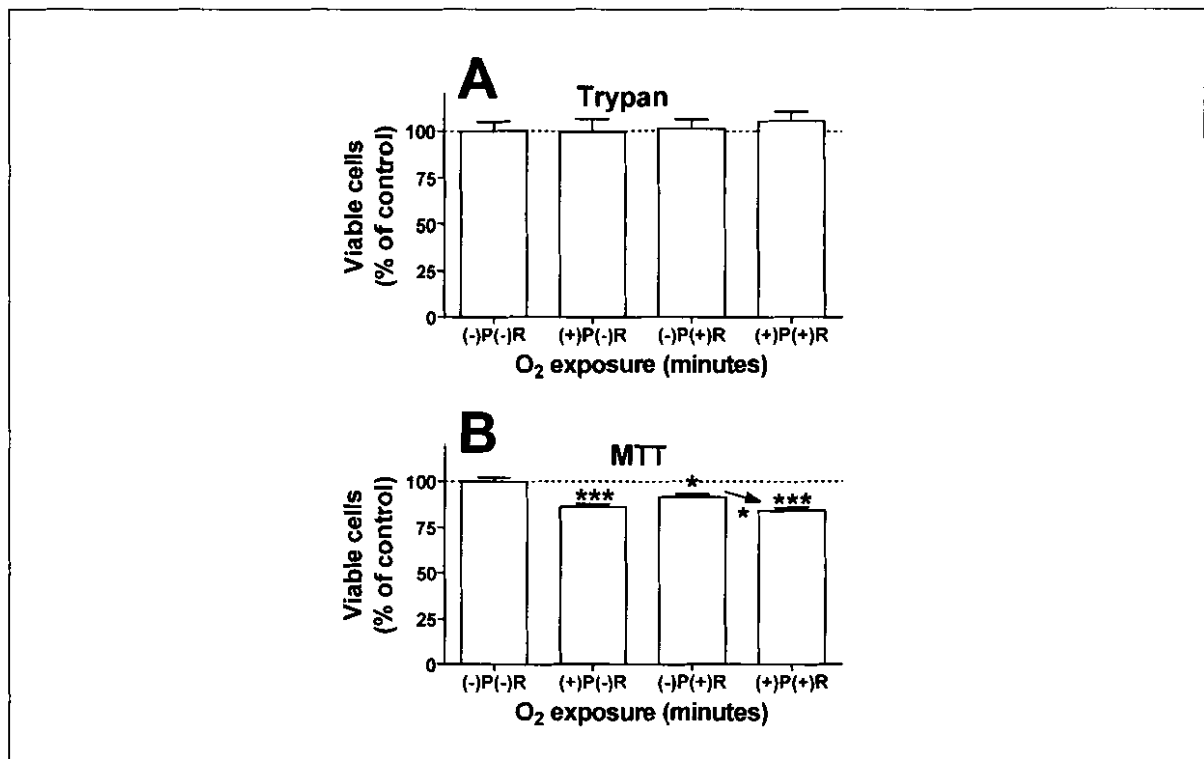 A
Trypan
Viable cells
(% of control)
100
75
50
25
0
(-)P(-)R (+)P(-)R (-)P(+)R (+)P(+)R
O₂ exposure (minutes)
B
MTT
Viable cells
(% of control)
100
75
50
25
0
*** * * ***
(-)P(-)R (+)P(-)R (-)P(+)R (+)P(+)R
O₂ exposure (minutes)